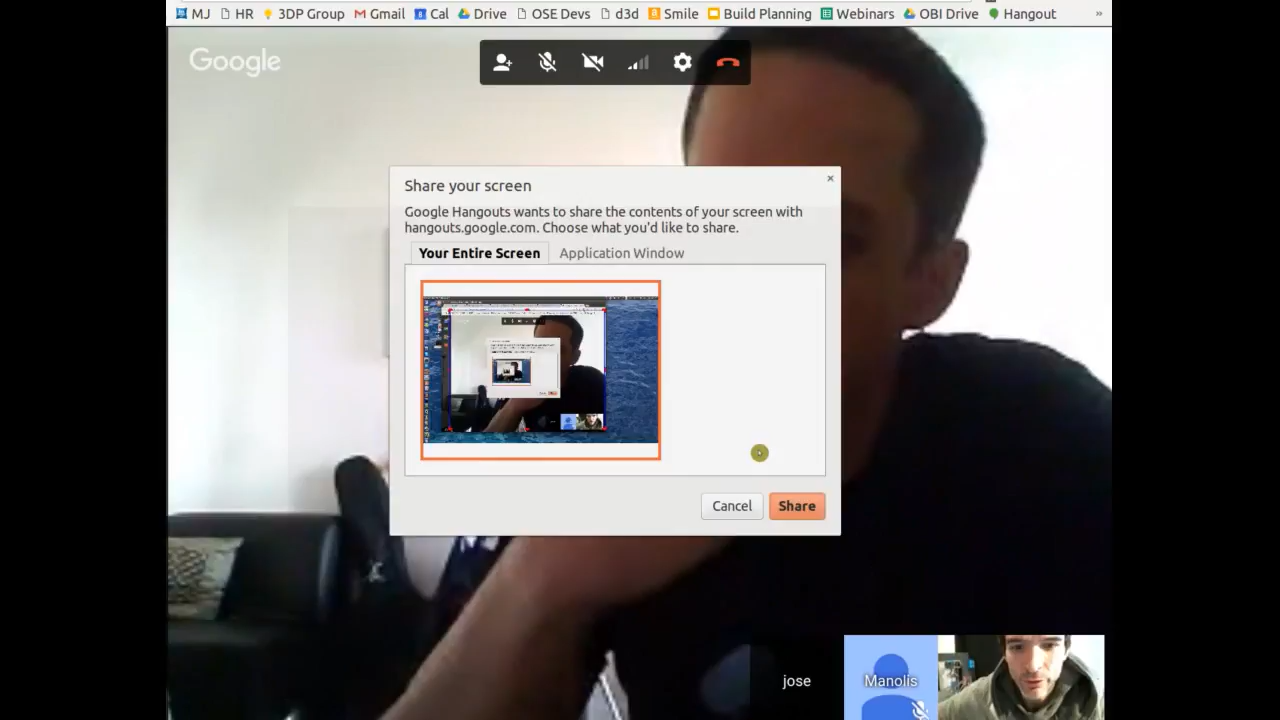 MJ HR 3DP Group Gmail Cal Drive OSE Devs d3d Smile Build Planning Webinars OBI Drive Hangout »
Google
Share your screen
Google Hangouts wants to share the contents of your screen with
hangouts.google.com. Choose what you'd like to share.
Your Entire Screen Application Window
Cancel Share
jose Manolis